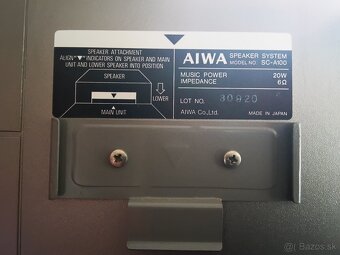 SPEAKER ATTACHMENT
ALIGN "▼" INDICATIONS ON SPEAKER AND MAIN
UNIT AND LOWER SPEAKER INTO POSITION
SPEAKER
LOWER
MAIN UNIT
AIWA SPEAKER SYSTEM
MODEL NO. SC-A100
MUSIC POWER 20W
IMPEDANCE 6Ω
LOT NO. 30920
AIWA Co., Ltd. MADE IN JAPAN
Bazos.sk